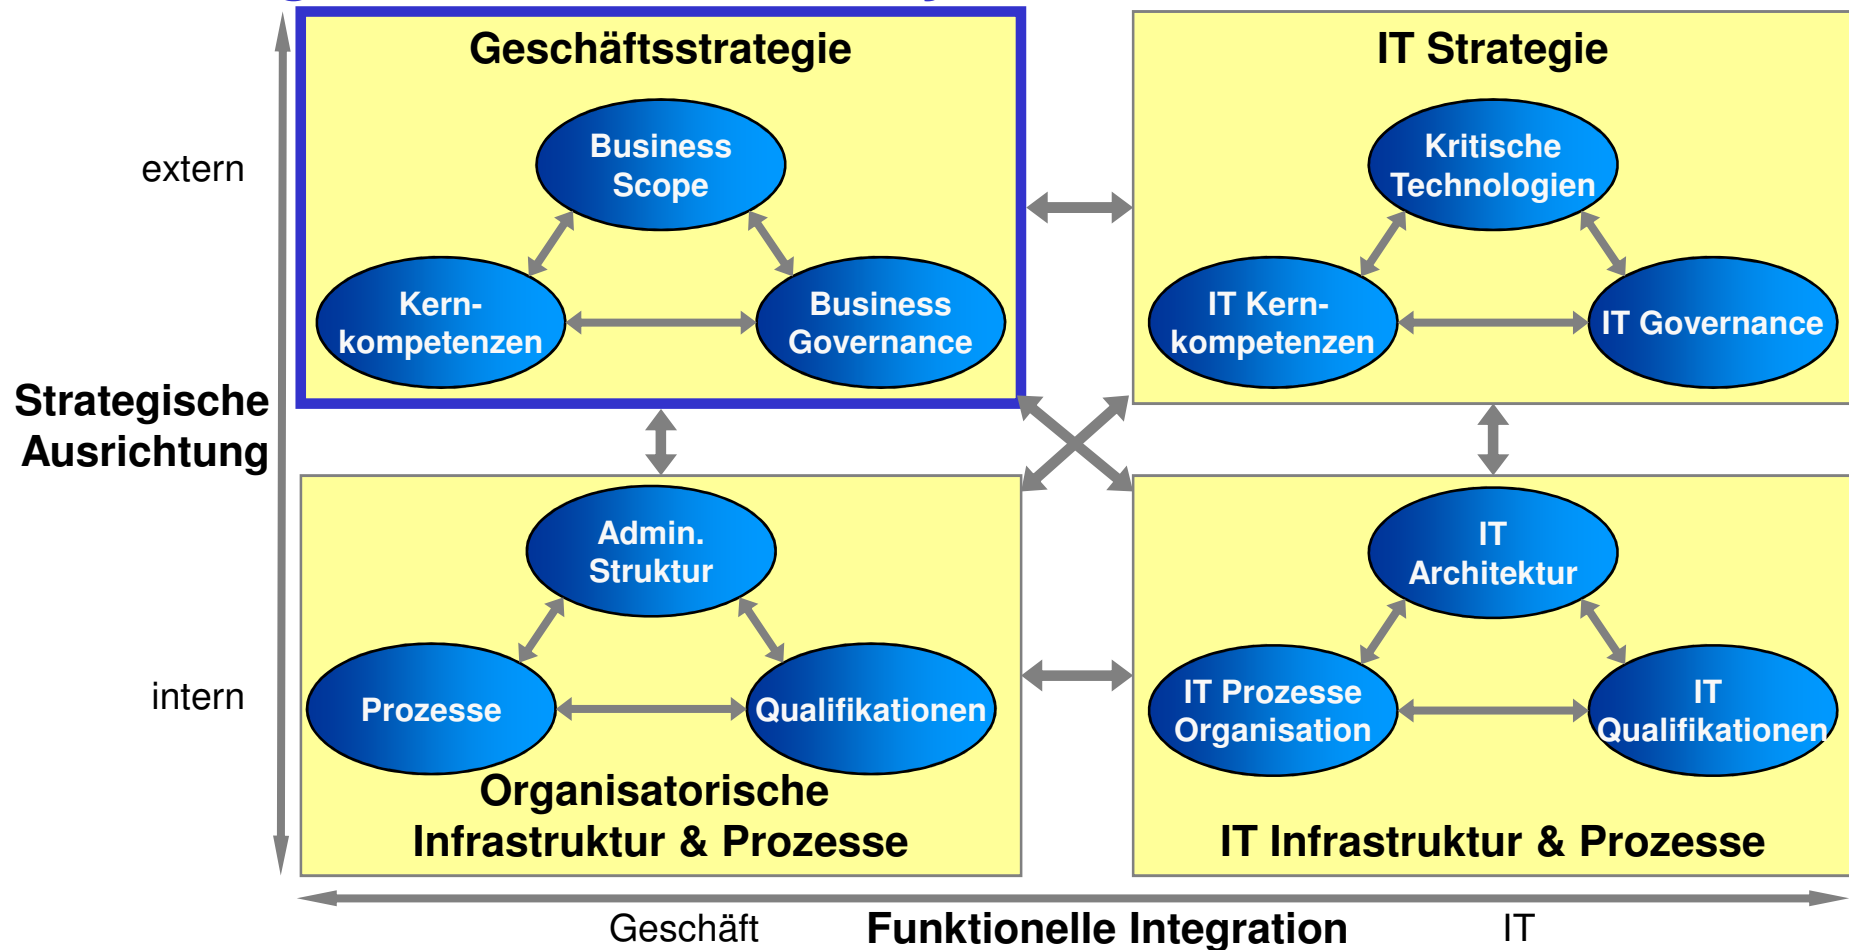 Geschäftsstrategie
IT Strategie
extern
Business
Scope
Kritische
Technologien
Kern-
kompetenzen
Business
Governance
IT Kern-
kompetenzen
IT Governance
Strategische
Ausrichtung
Admin.
Struktur
IT
Architektur
intern
Prozesse
Qualifikationen
IT Prozesse
Organisation
IT
Qualifikationen
Organisatorische
Infrastruktur & Prozesse
IT Infrastruktur & Prozesse
Geschäft
Funktionelle Integration
IT